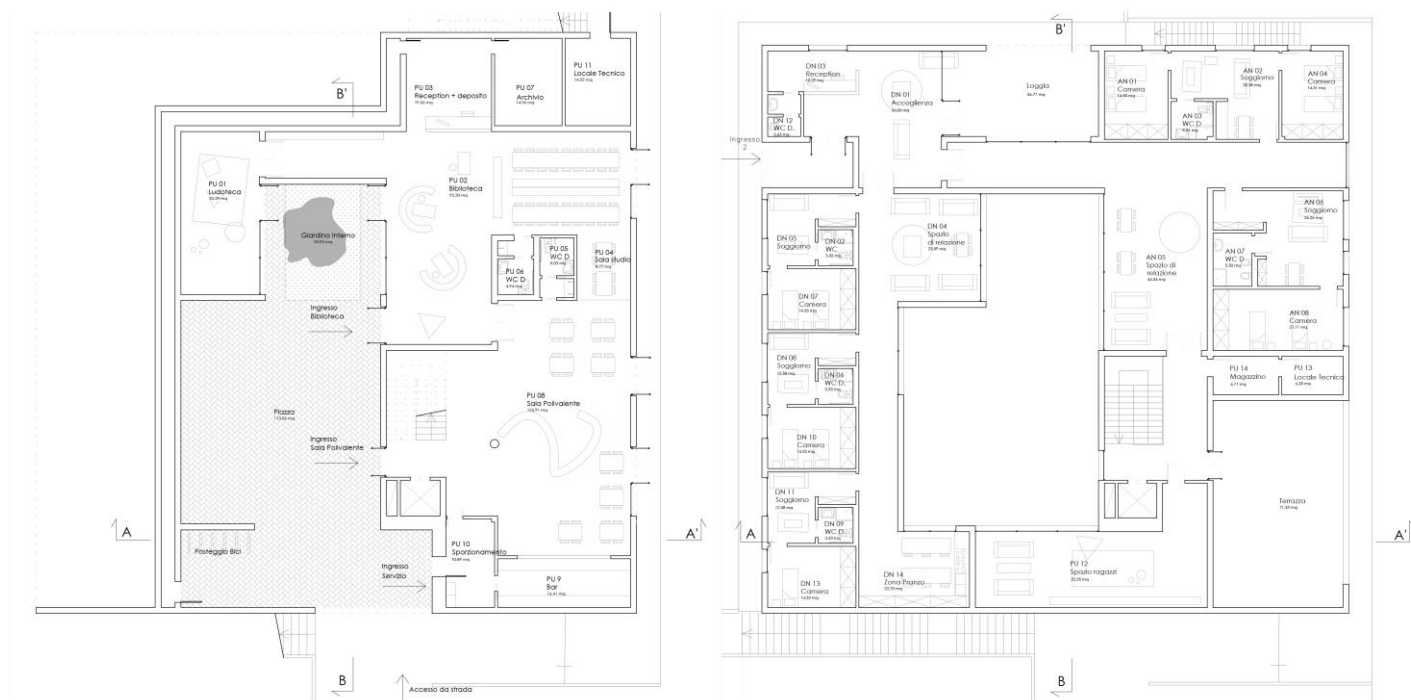 PU 11
Locale Tecnico
PU 03
Reception + deposito
PU 07
Archivio
B'
PU 01
Ludoteca
PU 02
Biblioteca
Giardino interno
PU 05
WC D
PU 04
Sala studio
PU 06
WC D
Ingresso
Biblioteca
PU 08
Sala Polivalente
Piazza
Ingresso
Sala Polivalente
A
A'
Posteggio Bici
PU 10
Sporzionamento
Ingresso
Servizio
PU 9
Bar
B
Accesso da strada
B'
DN 03
Reception
DN 01
Accoglienza
Loggia
AN 01
Camera
AN 02
Soggiorno
AN 04
Camera
AN 03
WC D
DN 12
WC D.
Ingresso
2
DN 05
Soggiorno
DN 02
WC
DN 04
Spazio
di relazione
AN 06
Soggiorno
AN 07
WC D
AN 05
Spazio di
relazione
DN 07
Camera
AN 08
Camera
DN 08
Soggiorno
DN 06
WC D.
PU 14
Magazzino
PU 13
Locale Tecnico
DN 10
Camera
DN 11
Soggiorno
DN 09
WC D.
Terrazza
A
A'
DN 13
Camera
DN 14
Zona Pranzo
PU 12
Spazio ragazzi
B